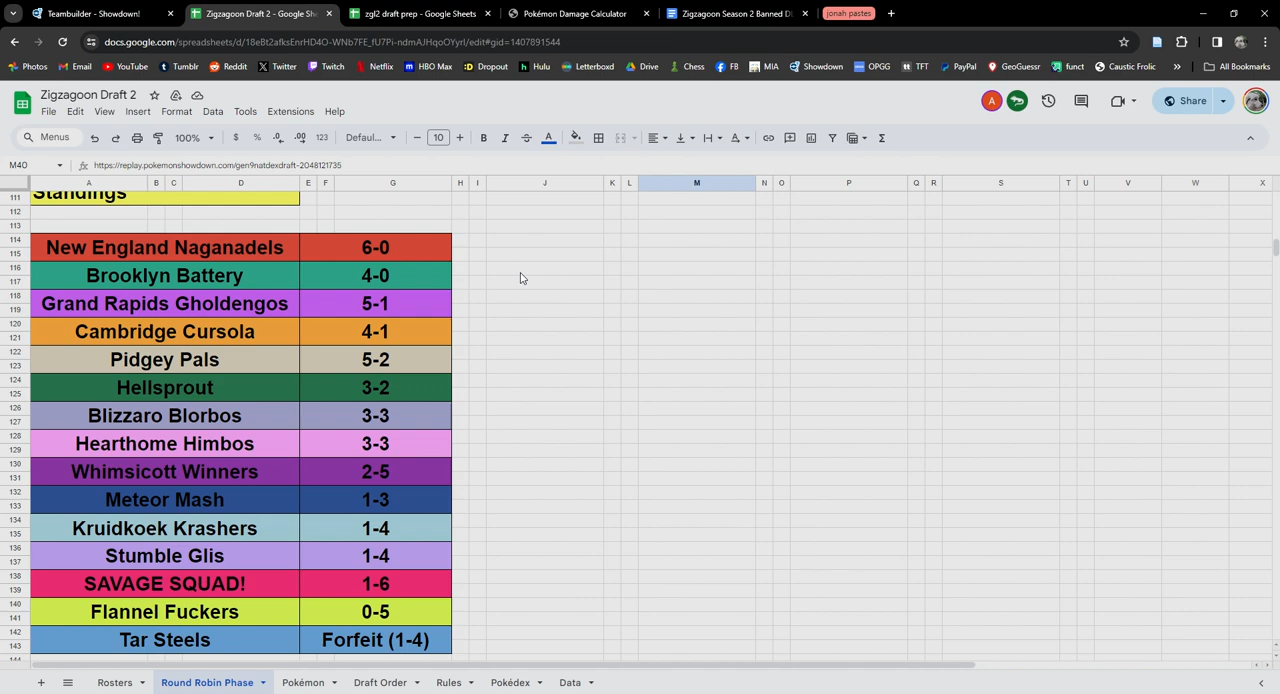 Teambuilder - Showdown!
Zigzagoon Draft 2 - Google She
zgl2 draft prep - Google Sheets
Pokémon Damage Calculator
Zigzagoon Season 2 Banned D
jonah pastes
docs.google.com/spreadsheets/d/18eBt2afksEnrHD4O-WNb7FE_fU7Pi-ndmAJHqoOYyrI/edit#gid=1407891544
Photos Email YouTube Tumblr Reddit Twitter Twitch Netflix HBO Max Dropout Hulu Letterboxd Drive Chess FB MIA Showdown OPGG TFT PayPal GeoGuessr funct Caustic Frolic » All Bookmarks
Zigzagoon Draft 2
File Edit View Insert Format Data Tools Extensions Help
A Share
Menus 100% $ % .0 .00 123 Defaul... − 10 + B I A Σ
M40 fx https://replay.pokemonshowdown.com/gen9natdexdraft-2048121735
A B C D E F G H I J K L M N O P Q R S T U V W X
111 Standings
112
113
114
New England Naganadels 6-0
115
116
Brooklyn Battery 4-0
117
118
Grand Rapids Gholdengos 5-1
119
120
Cambridge Cursola 4-1
121
122
Pidgey Pals 5-2
123
124
Hellsprout 3-2
125
126
Blizzaro Blorbos 3-3
127
128
Hearthome Himbos 3-3
129
130
Whimsicott Winners 2-5
131
132
Meteor Mash 1-3
133
134
Kruidkoek Krashers 1-4
135
136
Stumble Glis 1-4
137
138
SAVAGE SQUAD! 1-6
139
140
Flannel Fuckers 0-5
141
142
Tar Steels Forfeit (1-4)
143
144
Rosters Round Robin Phase Pokémon Draft Order Rules Pokédex Data